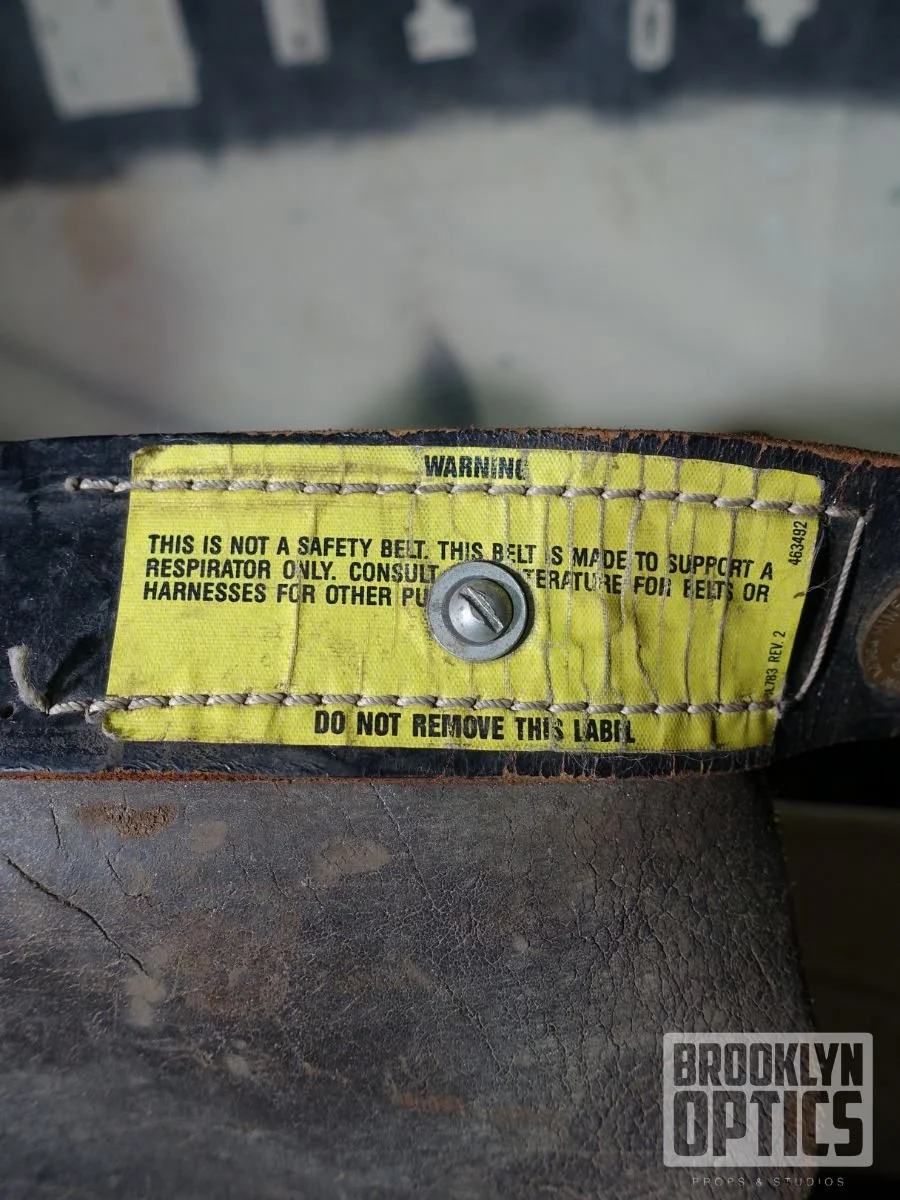 WARNING
THIS IS NOT A SAFETY BELT. THIS BELT IS MADE TO SUPPORT A
RESPIRATOR ONLY. CONSULT
FOR BELTS OR
HARNESSES FOR OTHER
DO NOT REMOVE THIS LABEL
463492
REV. 2
BROOKLYN
OPTICS
PROPS & STUDIOS